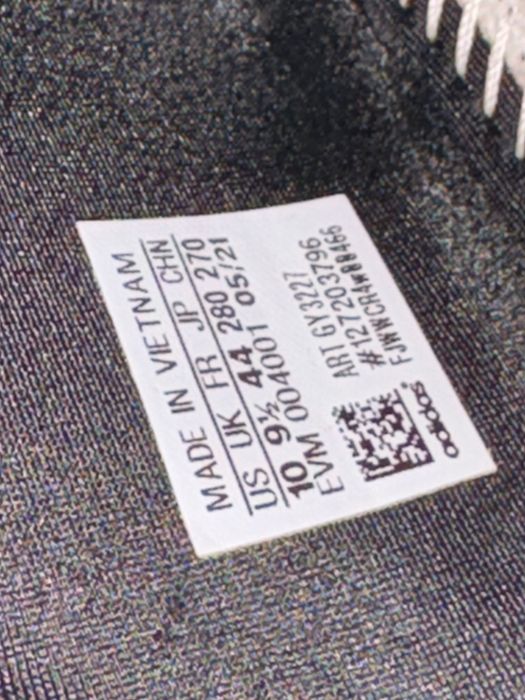 MADE IN VIETNAM
US UK FR JP CHN
10 9½ 44 280 270
EVM 004001 05/21
ART GY3227
#127203796
adidas